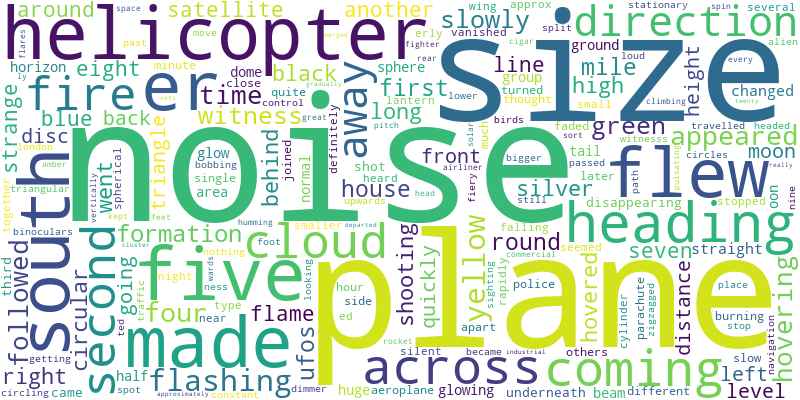 helicopter
noise
size
plane
south
fire
er
made
five
cloud
flew
heading
across
coming
direction
second
away
slowly
satellite
another
around
space
flares
past
move
minute
wing
approx
erly
fighter
vanished
cigar
rear
stationary
split
spin
several
alien
ground
loud
every
merged
gradually
ly
horizon
eight
dome
close
sphere
black
line
mile
height
changed
time
control
quite
group
turned
thought
lower
high
small
climbing
twenty
strange
blue
back
witness
lantern
great
long
first
birds
much
green
appeared
disc
london
amber
triangle
glow
bobbing
single
area
behind
joined
normal
definitely
shot
heard
pitch
front
airliner
solar
faded
sort
witnesss
passed
travelled
headed
moon
triangular
together
vertically
went
spherical
kept
feet
house
fiery
bigger
silver
tail
circles
path
pulsating
later
really
disappearing
stopped
oon
nine
head
upwards
still
binoculars
humming
departed
smaller
falling
formation
cluster
foot
nothing
shooting
yellow
round
seemed
seven
straight
third
followed
circular
going
traffic
four
night
wards
ness
type
near
looking
hour
side
ed
quickly
sighting
rapidly
commercial
police
hovered
cylinder
parachute
zigzagged
distance
place
burning
stop
navigation
hovering
ted
flame
ufos
rocket
silent
apart
became
industrial
others
slow
left
getting
right
half
flashing
circling
came
spot
approximately
constant
dimmer
huge
aeroplane
glowing
underneath
beam
different
level